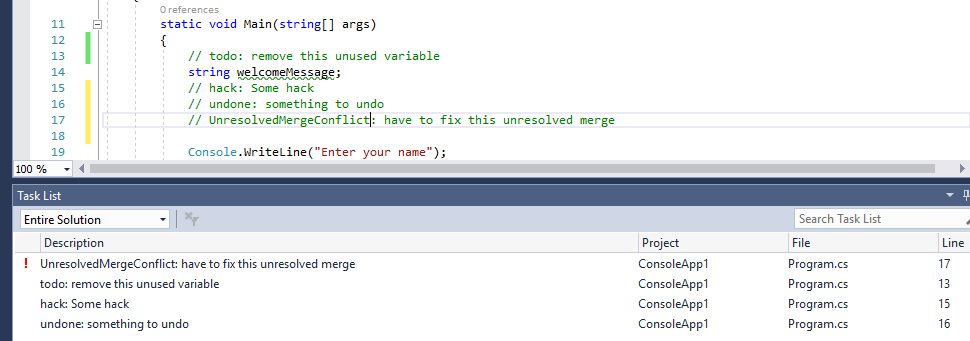 0 references
11 static void Main(string[] args)
12 {
13 // todo: remove this unused variable
14 string welcomeMessage;
15 // hack: Some hack
16 // undone: something to undo
17 // UnresolvedMergeConflict: have to fix this unresolved merge
18
19 Console.WriteLine("Enter your name");
100 %
Task List
Entire Solution Search Task List
Description Project File Line
! UnresolvedMergeConflict: have to fix this unresolved merge ConsoleApp1 Program.cs 17
todo: remove this unused variable ConsoleApp1 Program.cs 13
hack: Some hack ConsoleApp1 Program.cs 15
undone: something to undo ConsoleApp1 Program.cs 16